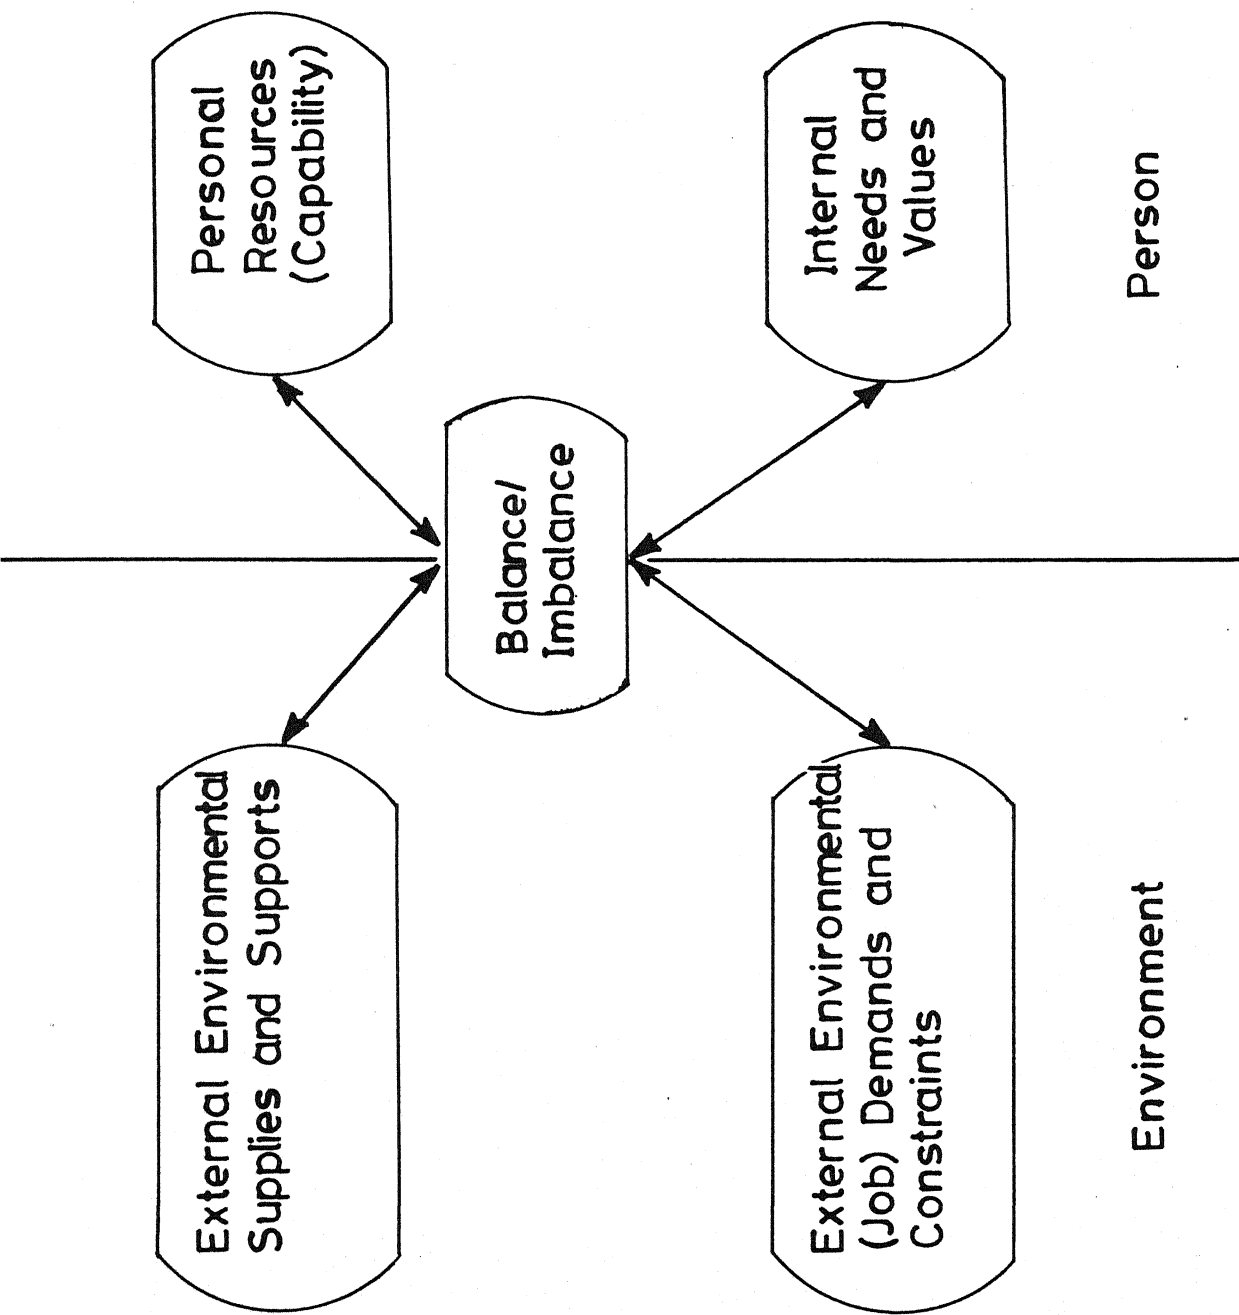 External Environmental
Supplies and Supports
Personal
Resources
(Capability)
Balance/
Imbalance
External Environmental
(Job) Demands and
Constraints
Internal
Needs and
Values
Environment
Person